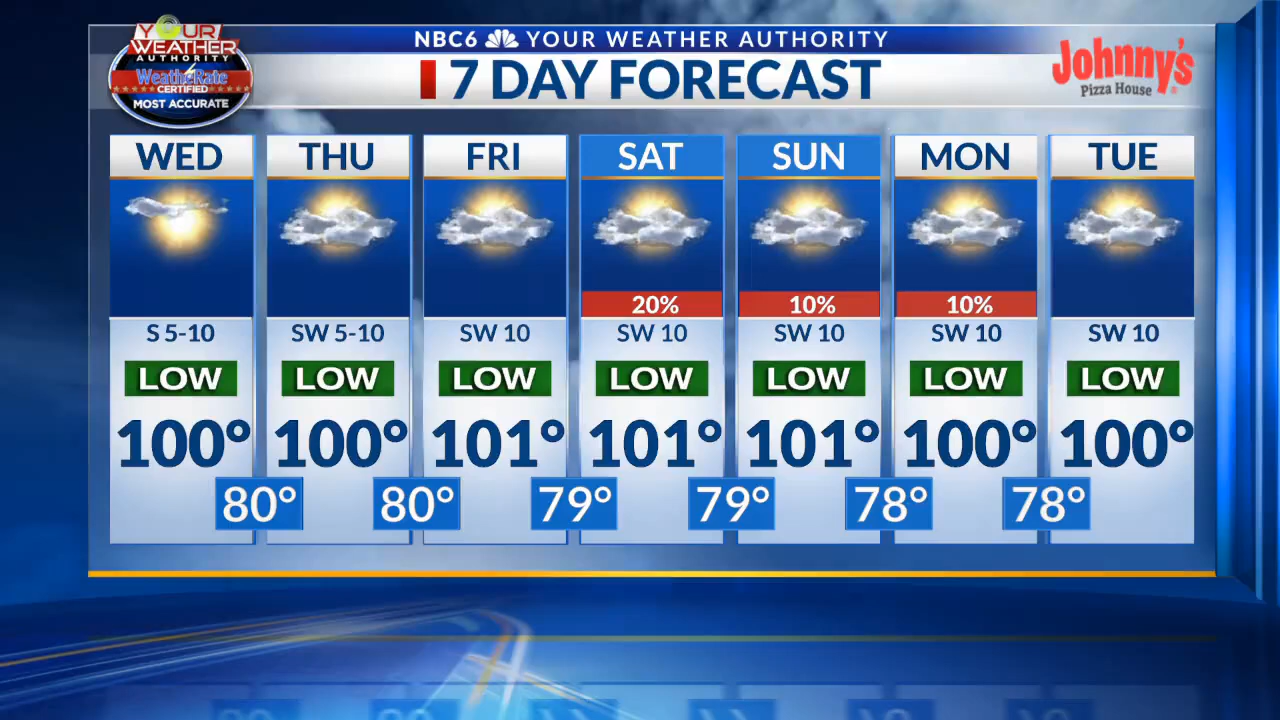 YOUR
WEATHER
AUTHORITY
WeatheRate
CERTIFIED
MOST ACCURATE
NBC6 YOUR WEATHER AUTHORITY
7 DAY FORECAST
Johnny's
Pizza House
WED THU FRI SAT SUN MON TUE
20% 10% 10%
S 5-10 SW 5-10 SW 10 SW 10 SW 10 SW 10 SW 10
LOW LOW LOW LOW LOW LOW LOW
100° 100° 101° 101° 101° 100° 100°
80° 80° 79° 79° 78° 78°